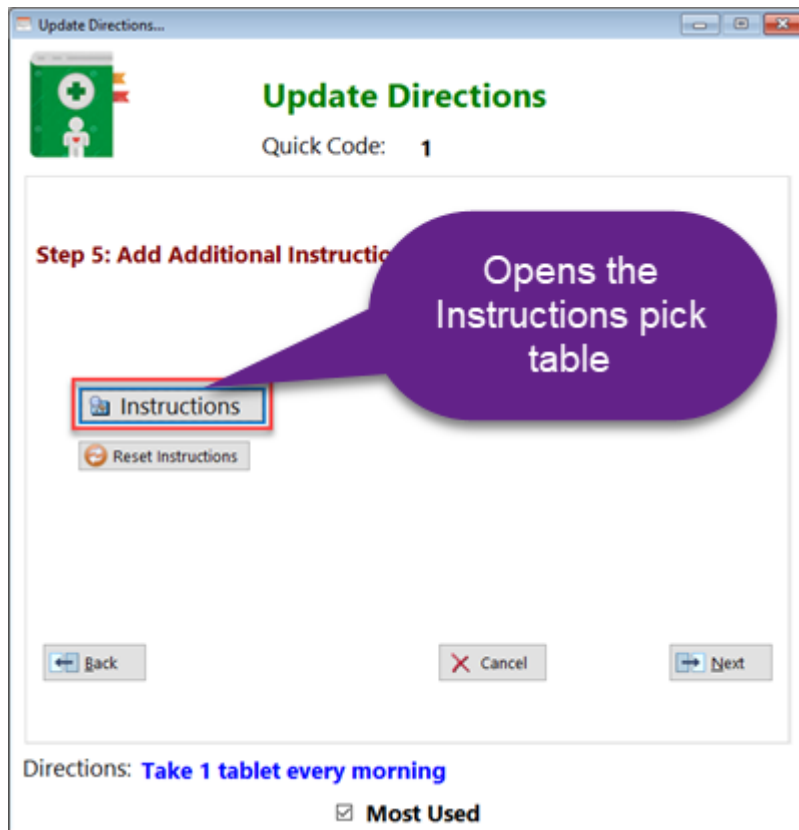 Update Directions...
Update Directions
Quick Code: 1
Step 5: Add Additional
Opens the
Instructions pick
table
Instructions
Reset Instructions
Back
Cancel
Next
Directions: Take 1 tablet every morning
Most Used